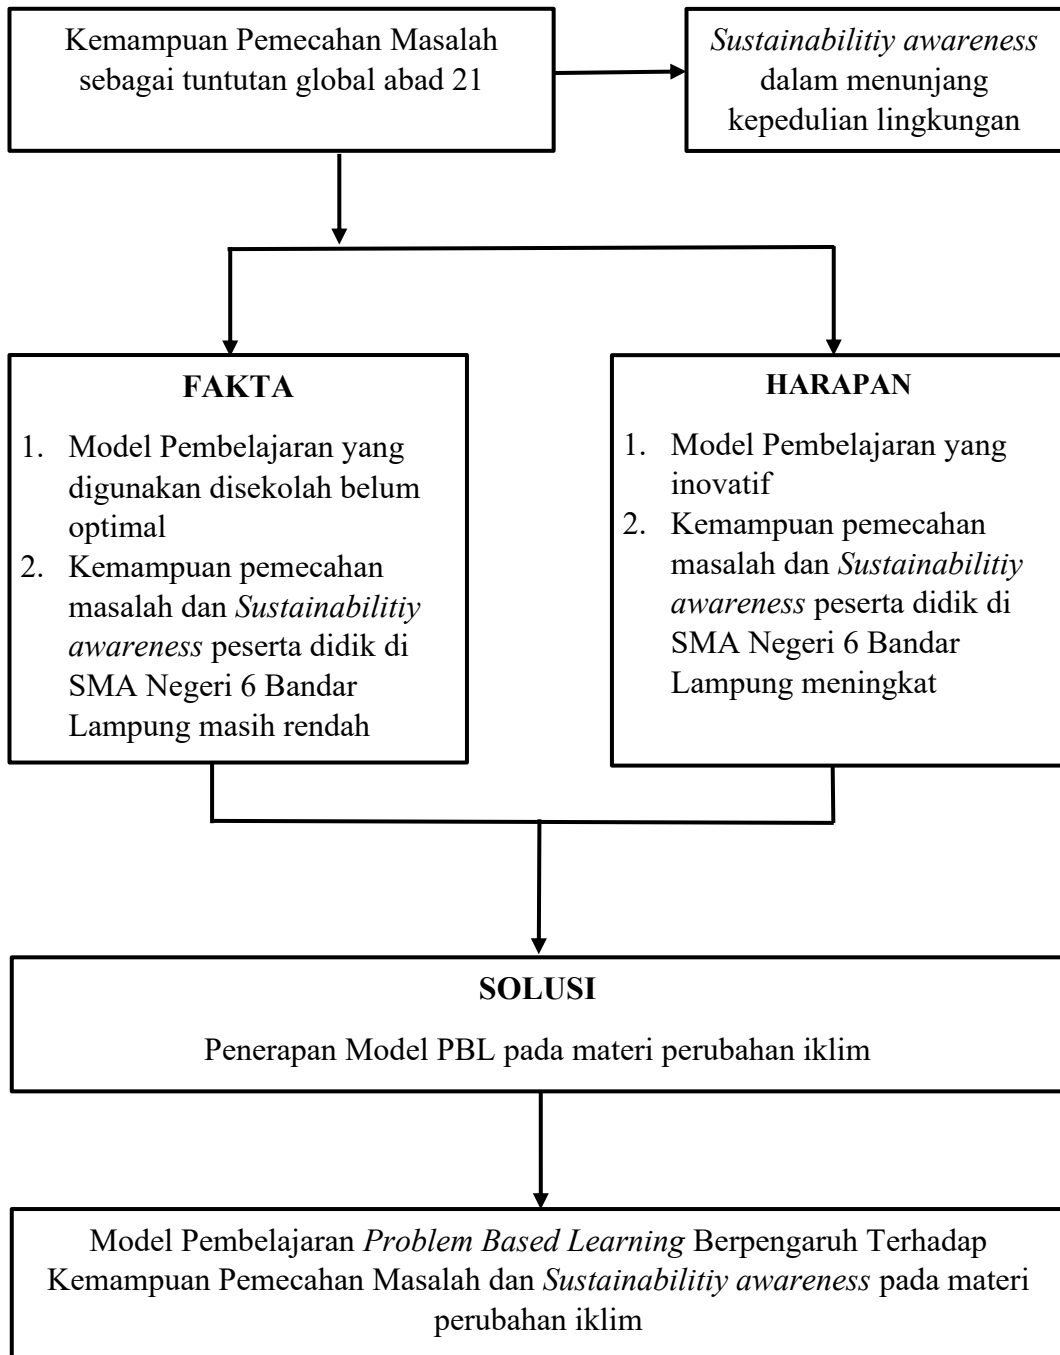 Kemampuan Pemecahan Masalah
sebagai tuntutan global abad 21
Sustainabilitiy awareness
dalam menunjang
kepedulian lingkungan
FAKTA
1. Model Pembelajaran yang
digunakan disekolah belum
optimal
2. Kemampuan pemecahan
masalah dan Sustainabilitiy
awareness peserta didik di
SMA Negeri 6 Bandar
Lampung masih rendah
HARAPAN
1. Model Pembelajaran yang
inovatif
2. Kemampuan pemecahan
masalah dan Sustainabilitiy
awareness peserta didik di
SMA Negeri 6 Bandar
Lampung meningkat
SOLUSI
Penerapan Model PBL pada materi perubahan iklim
Model Pembelajaran Problem Based Learning Berpengaruh Terhadap
Kemampuan Pemecahan Masalah dan Sustainabilitiy awareness pada materi
perubahan iklim